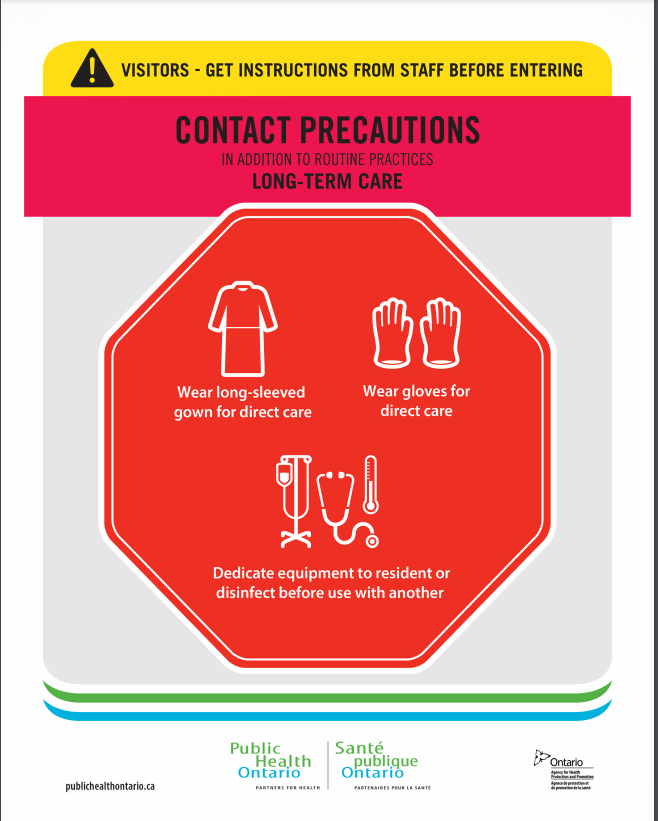 VISITORS - GET INSTRUCTIONS FROM STAFF BEFORE ENTERING
CONTACT PRECAUTIONS
IN ADDITION TO ROUTINE PRACTICES
LONG-TERM CARE
Wear long-sleeved
gown for direct care
Wear gloves for
direct care
Dedicate equipment to resident or
disinfect before use with another
publichealthontario.ca
Public
Health
Ontario
PARTNERS FOR HEALTH
Santé
publique
Ontario
PARTENAIRES POUR LA SANTÉ
Ontario
Agency for Health
Protection and Promotion
Agence de protection et
de promotion de la santé